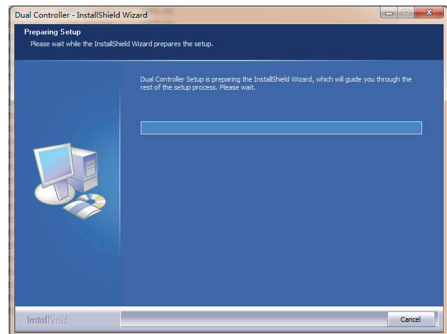 Dual Controller - InstallShield Wizard
Preparing Setup
Please wait while the InstallShield Wizard prepares the setup.
Dual Controller Setup is preparing the InstallShield Wizard, which will guide you through the
rest of the setup process. Please wait.
InstallShield
Cancel